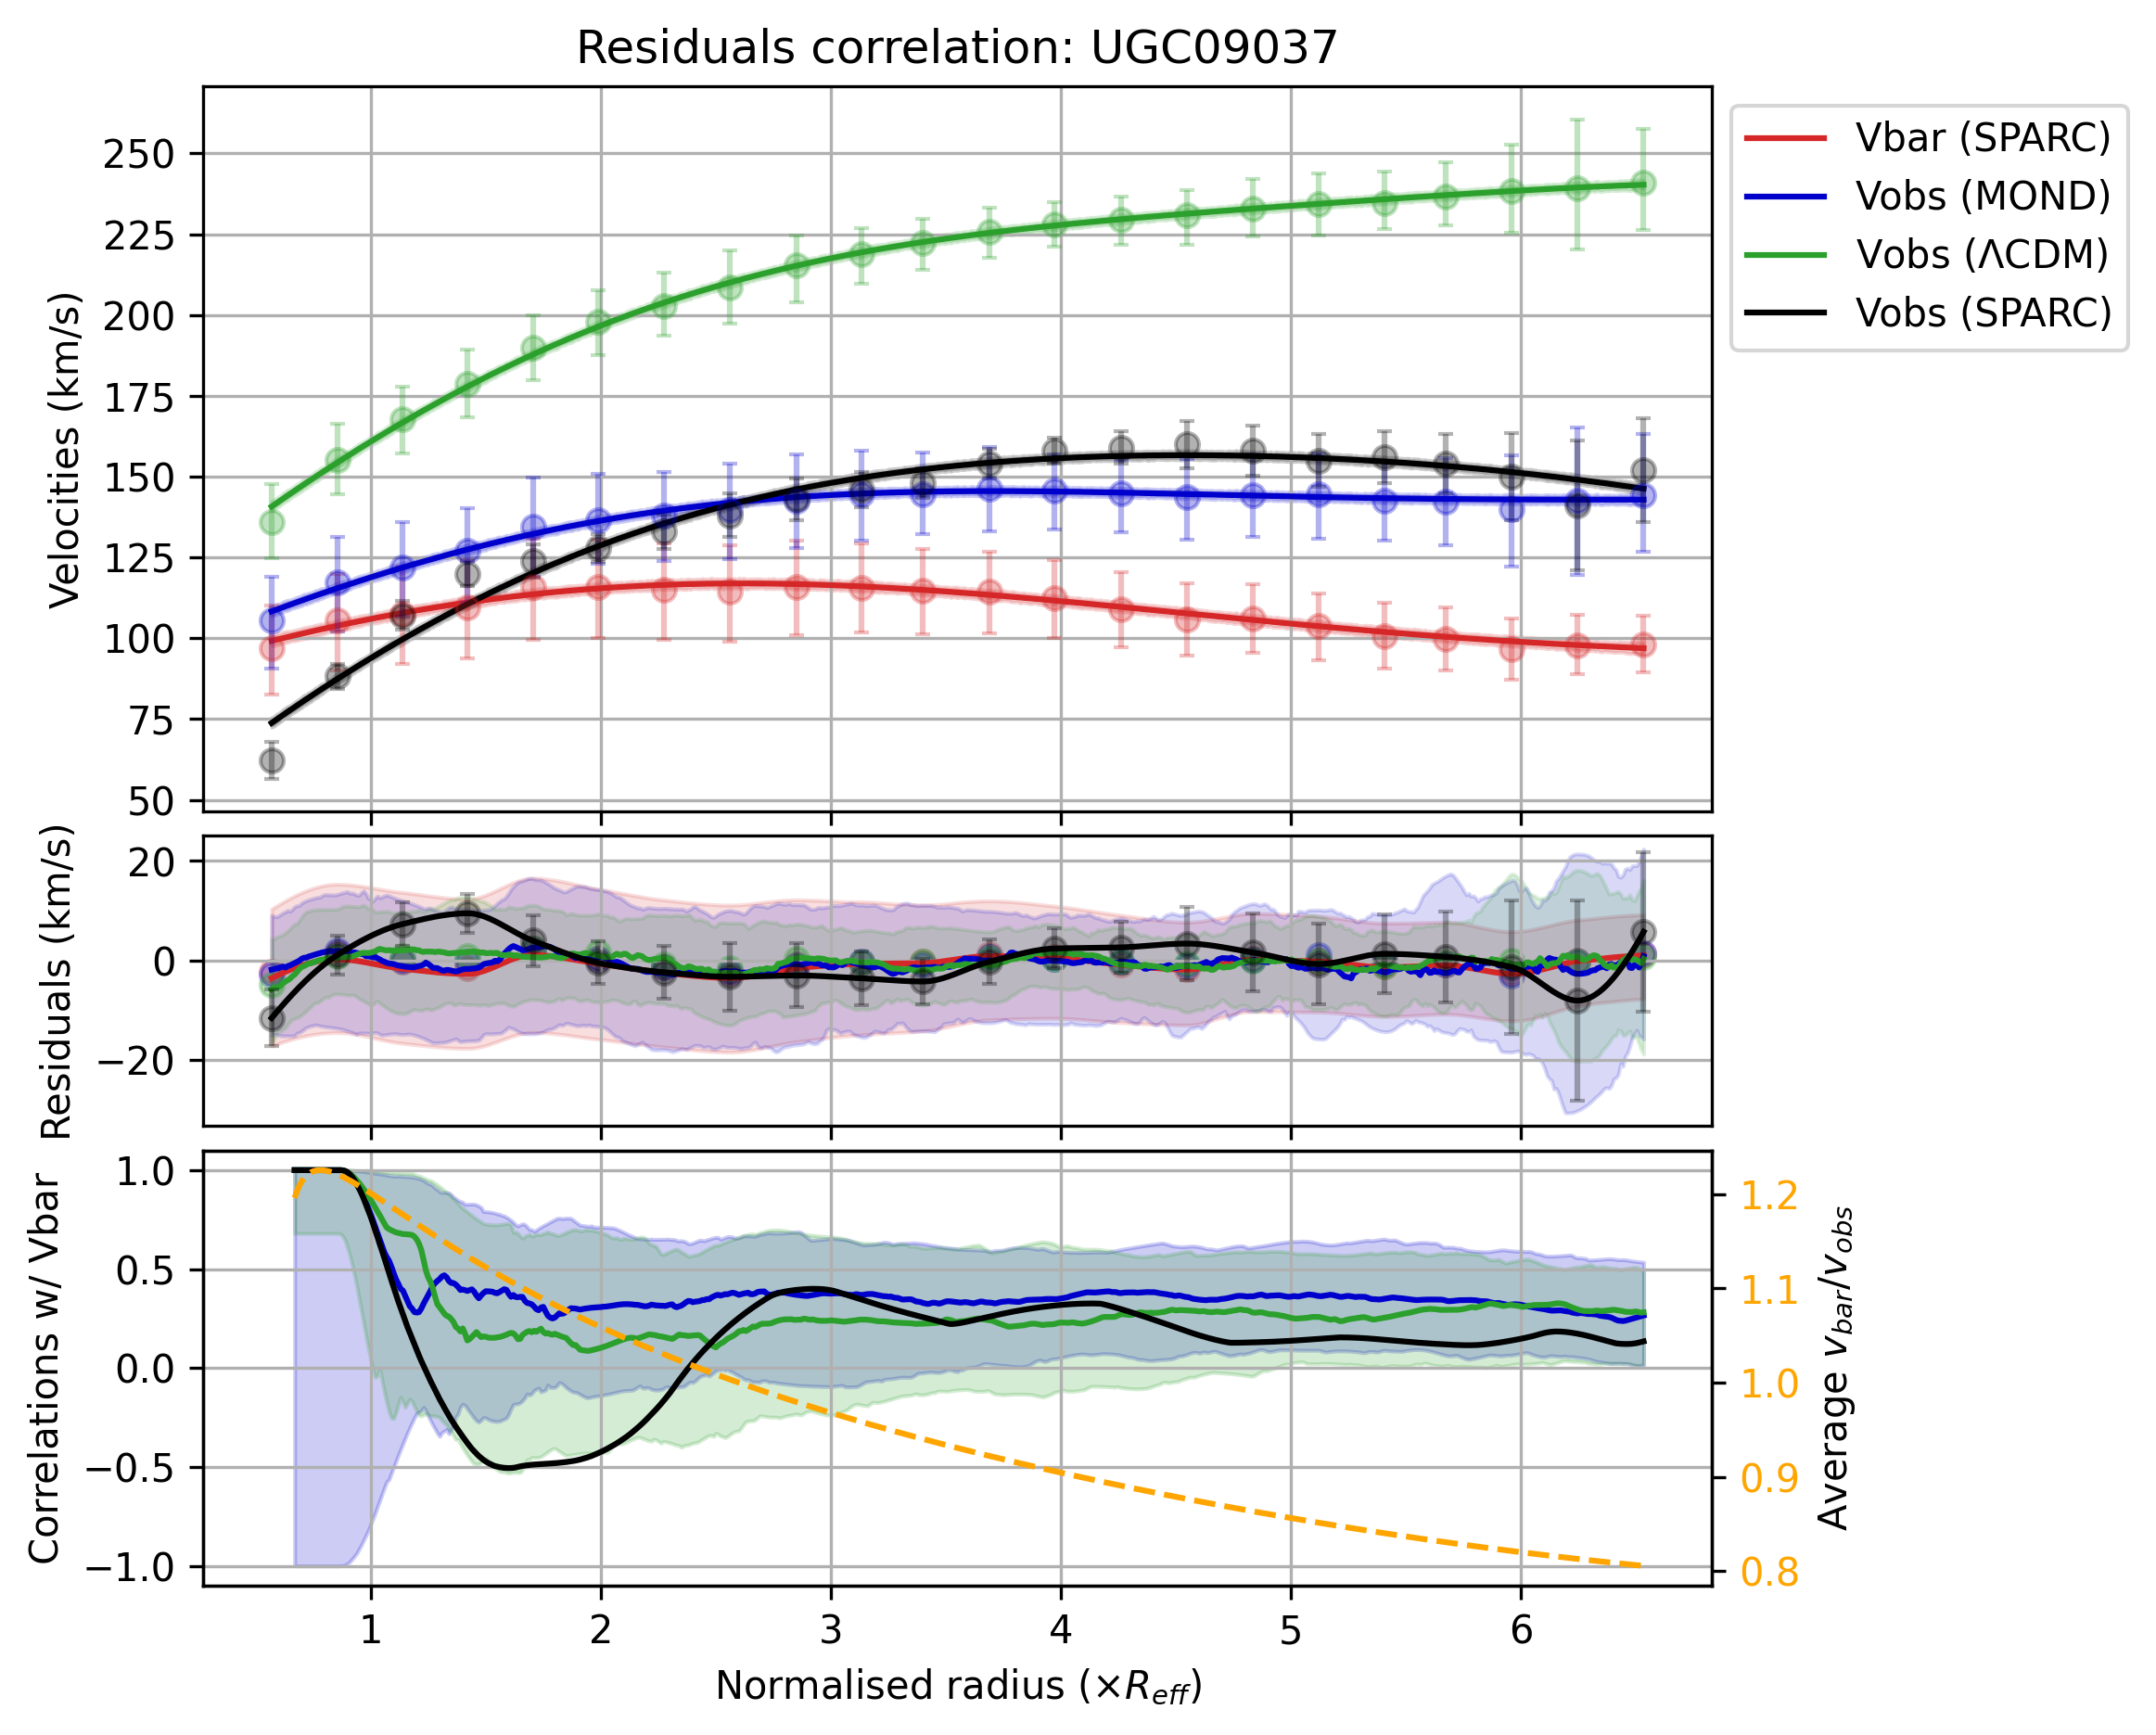 Residuals correlation: UGC09037
Velocities (km/s)
250
225
200
175
150
125
100
75
50
Vbar (SPARC)
Vobs (MOND)
Vobs (ΛCDM)
Vobs (SPARC)
Residuals (km/s)
20
0
−20
Correlations w/ Vbar
1.0
0.5
0.0
−0.5
−1.0
1.2
1.1
1.0
0.9
0.8
Average v_bar/v_obs
1 2 3 4 5 6
Normalised radius (×R_eff)